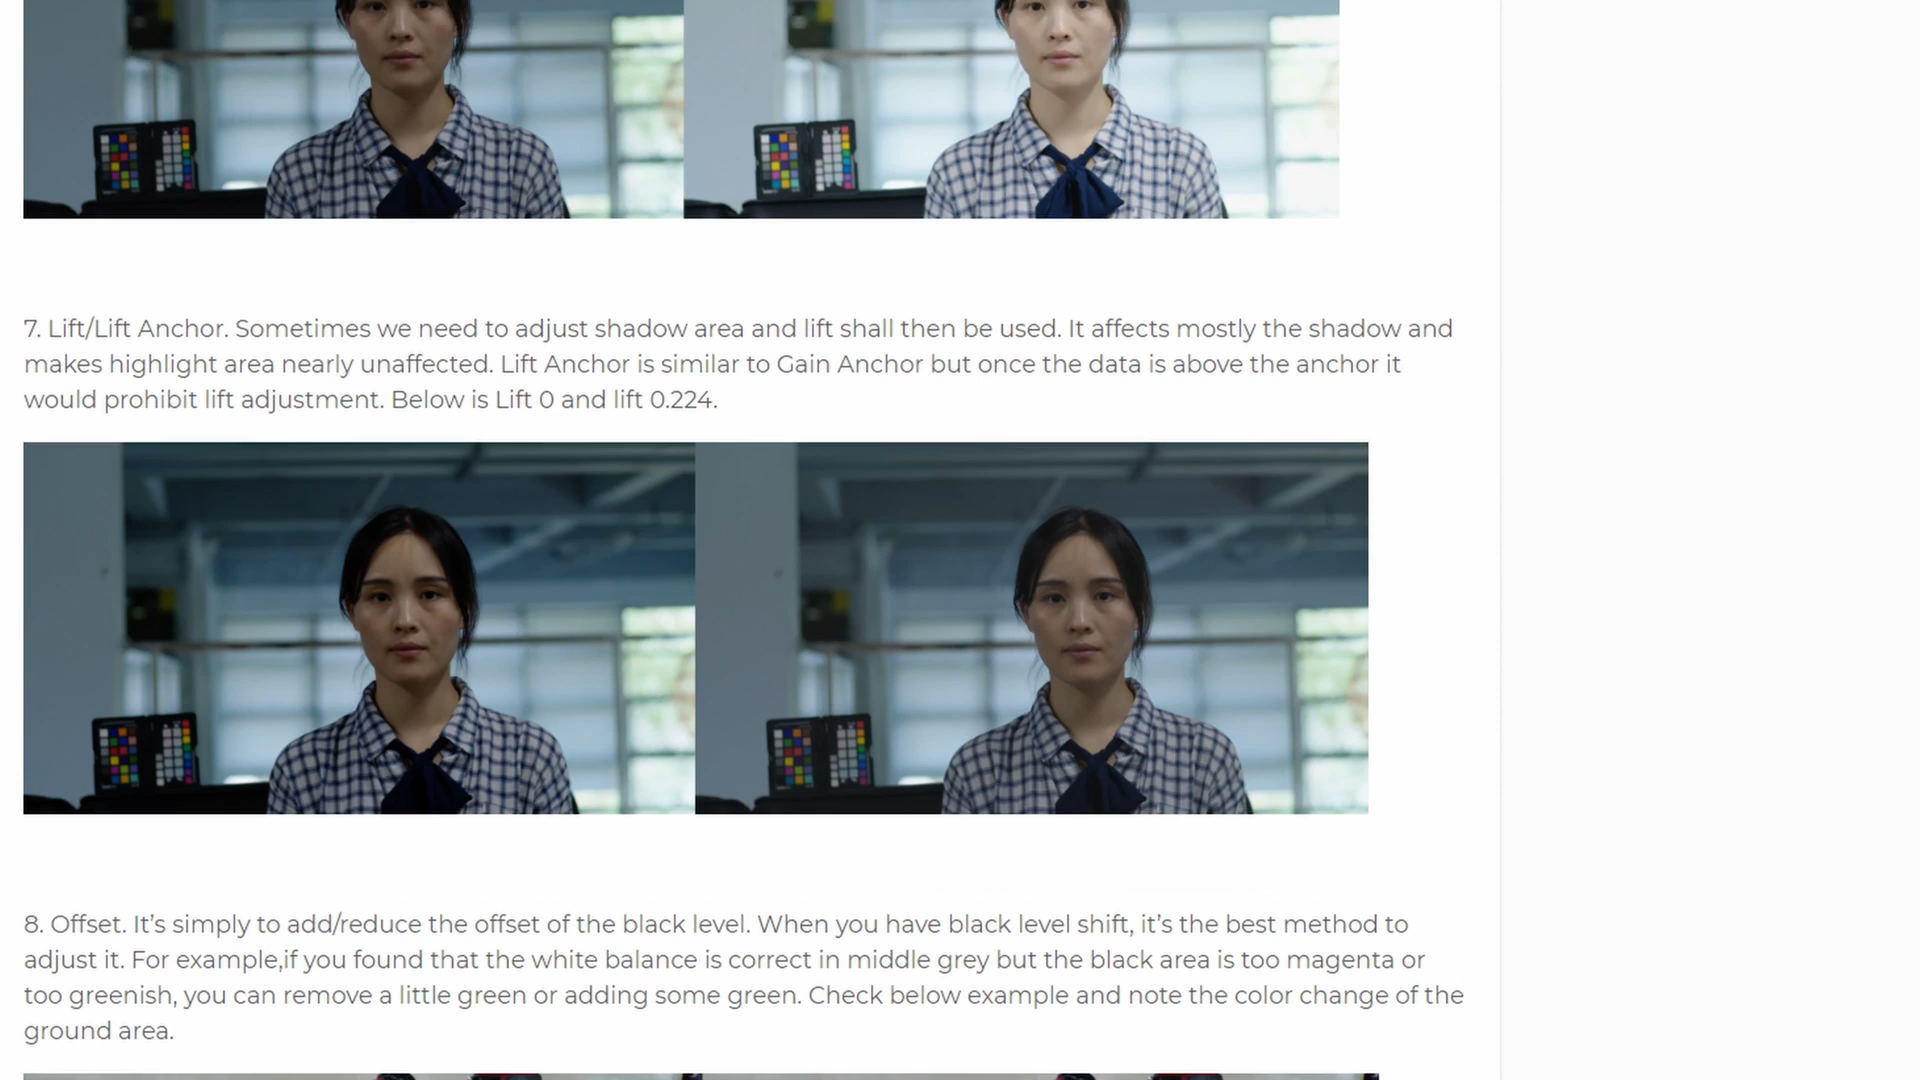 7. Lift/Lift Anchor. Sometimes we need to adjust shadow area and lift shall then be used. It affects mostly the shadow and
makes highlight area nearly unaffected. Lift Anchor is similar to Gain Anchor but once the data is above the anchor it
would prohibit lift adjustment. Below is Lift 0 and lift 0.224.
8. Offset. It’s simply to add/reduce the offset of the black level. When you have black level shift, it’s the best method to
adjust it. For example,if you found that the white balance is correct in middle grey but the black area is too magenta or
too greenish, you can remove a little green or adding some green. Check below example and note the color change of the
ground area.